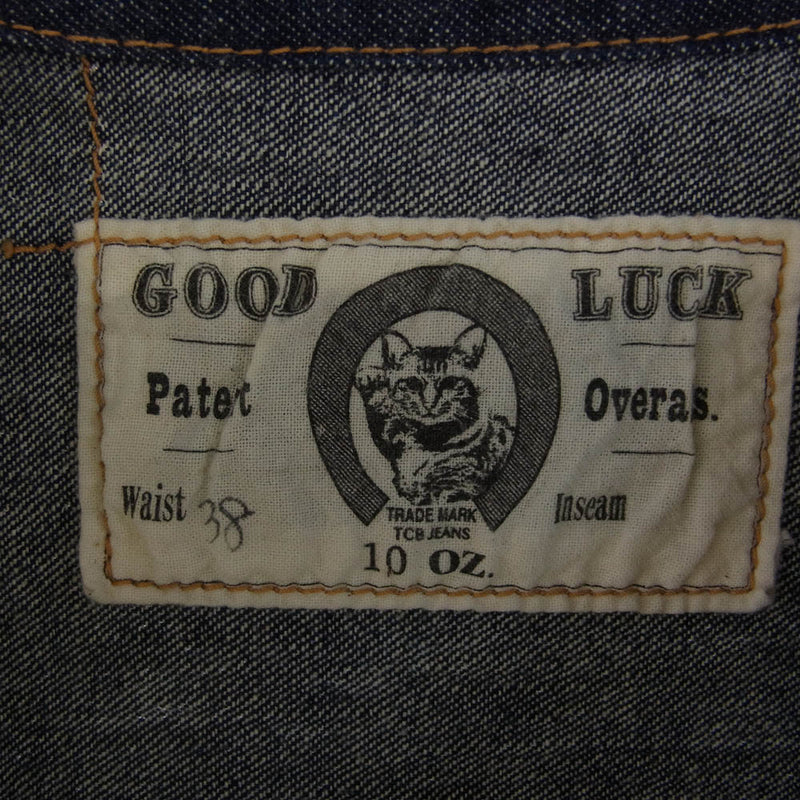 GOOD LUCK
Patet Overas.
Waist 38 Inseam
TRADE MARK
TCB JEANS
10 OZ.